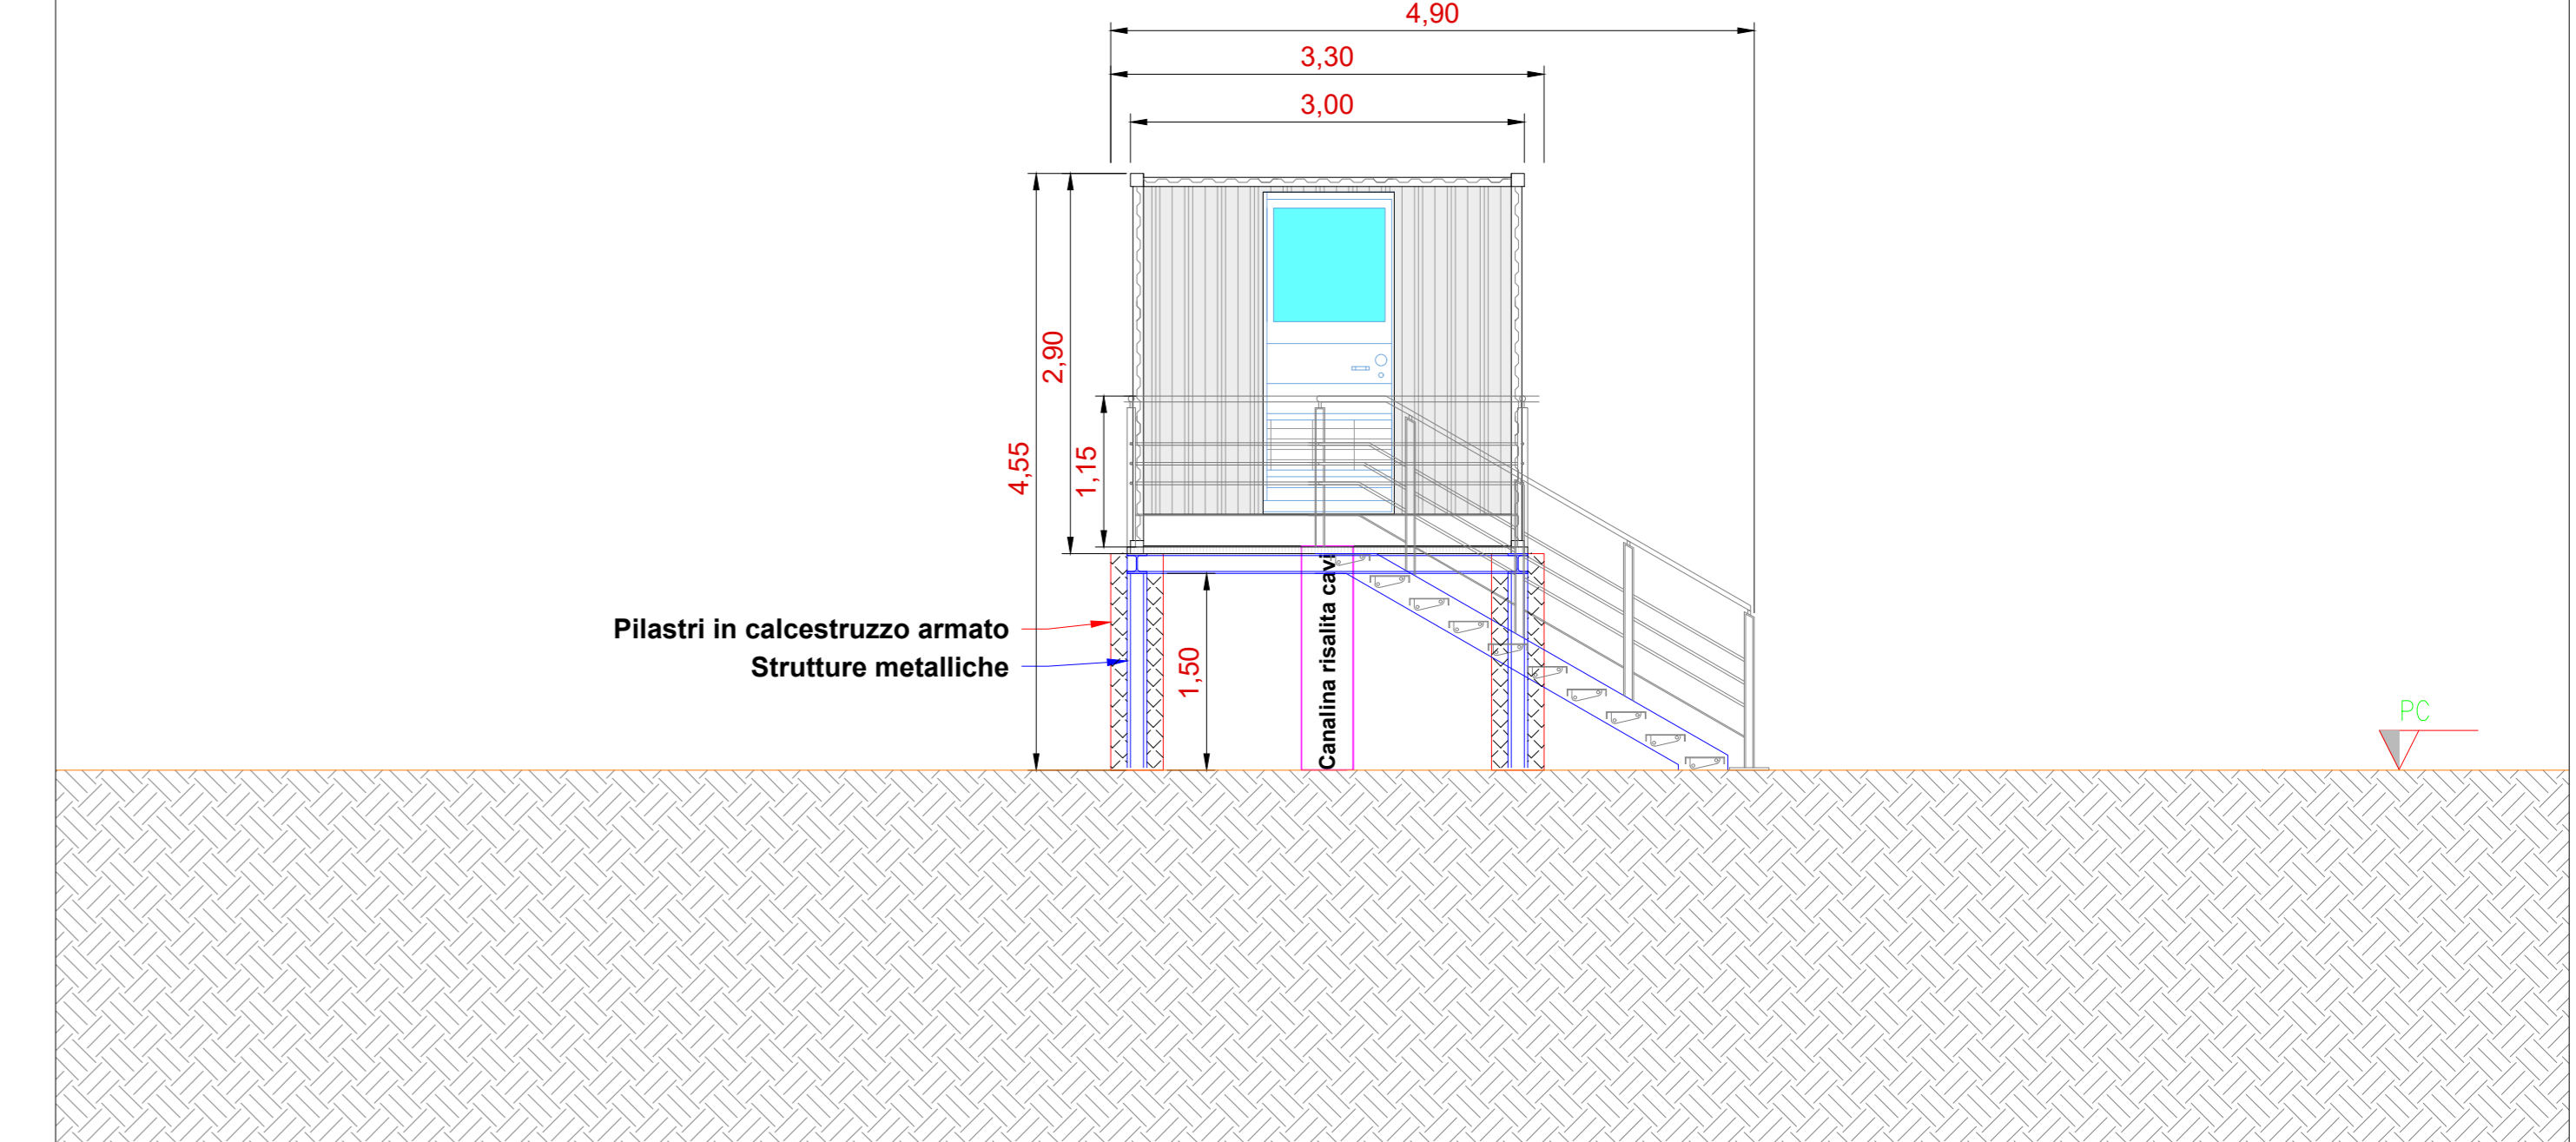 4,90
3,30
3,00
2,90
4,55
1,15
Pilastri in calcestruzzo armato
Strutture metalliche
1,50
Canalina risalita cavi
PC